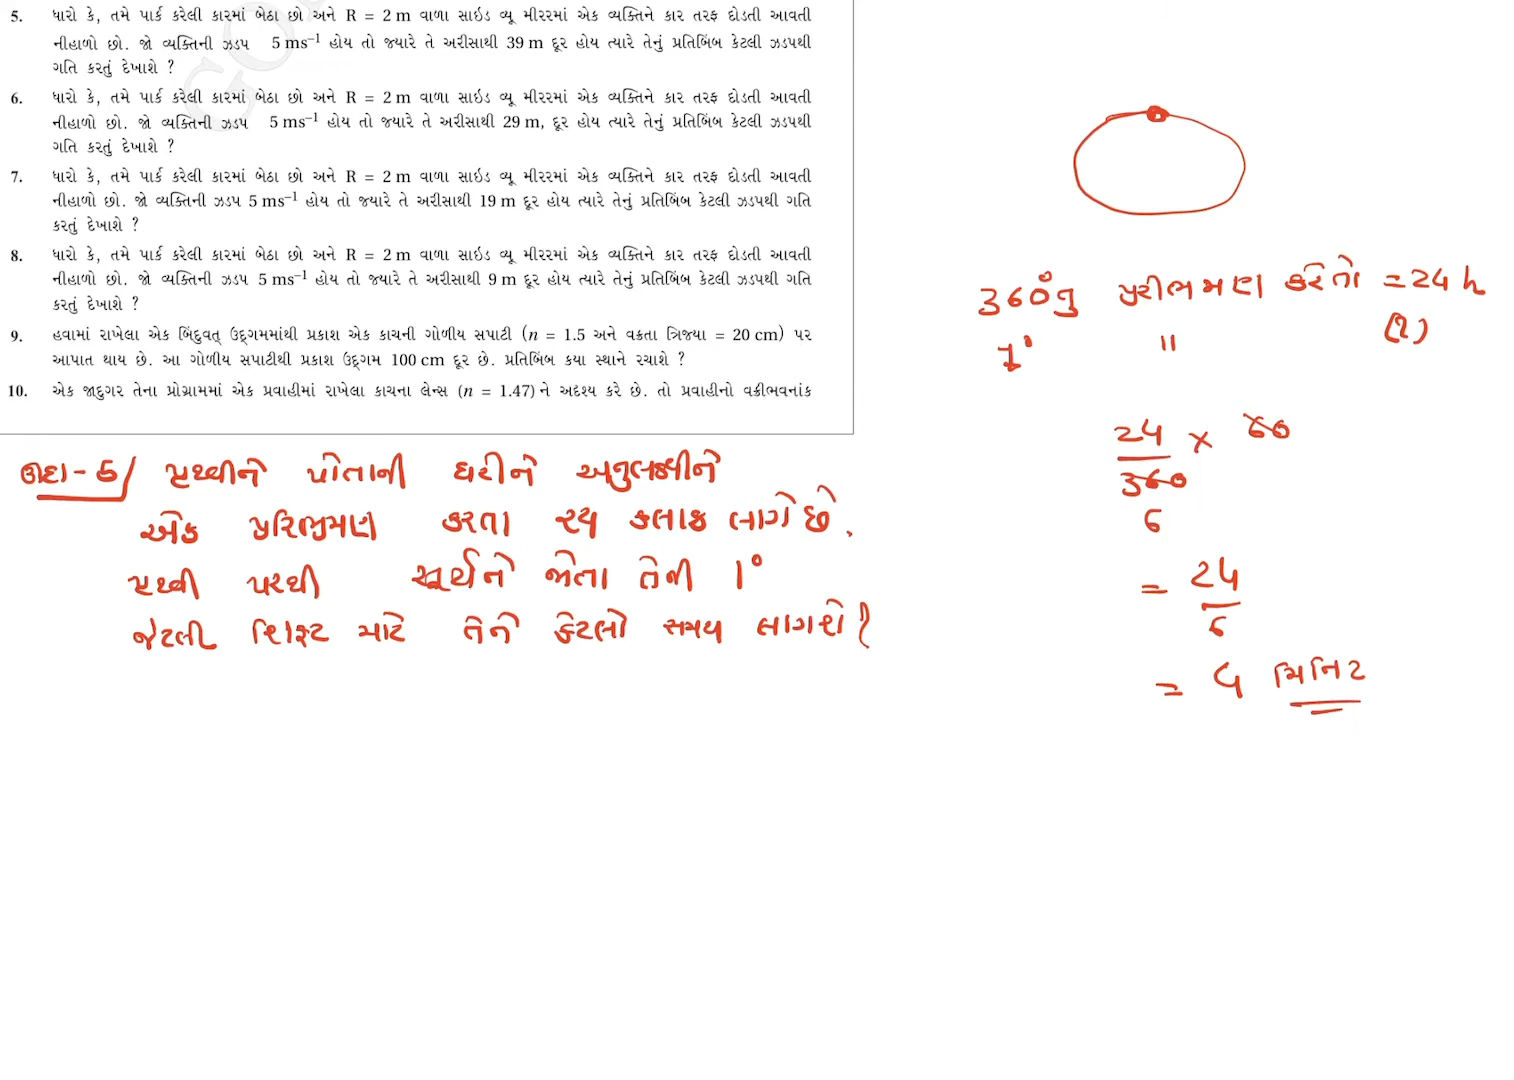 5. ધારો કે, તમે પાર્ક કરેલી કારમાં બેઠા છો અને R = 2 m વાળા સાઇડ વ્યૂ મીરરમાં એક વ્યક્તિને કાર તરફ દોડતી આવતી
નીહાળો છો. જો વ્યક્તિની ઝડપ 5 ms⁻¹ હોય તો જ્યારે તે અરીસાથી 39 m દૂર હોય ત્યારે તેનું પ્રતિબિંબ કેટલી ઝડપથી
ગતિ કરતું દેખાશે ?
6. ધારો કે, તમે પાર્ક કરેલી કારમાં બેઠા છો અને R = 2 m વાળા સાઇડ વ્યૂ મીરરમાં એક વ્યક્તિને કાર તરફ દોડતી આવતી
નીહાળો છો. જો વ્યક્તિની ઝડપ 5 ms⁻¹ હોય તો જ્યારે તે અરીસાથી 29 m, દૂર હોય ત્યારે તેનું પ્રતિબિંબ કેટલી ઝડપથી
ગતિ કરતું દેખાશે ?
7. ધારો કે, તમે પાર્ક કરેલી કારમાં બેઠા છો અને R = 2 m વાળા સાઇડ વ્યૂ મીરરમાં એક વ્યક્તિને કાર તરફ દોડતી આવતી
નીહાળો છો. જો વ્યક્તિની ઝડપ 5 ms⁻¹ હોય તો જ્યારે તે અરીસાથી 19 m દૂર હોય ત્યારે તેનું પ્રતિબિંબ કેટલી ઝડપથી ગતિ
કરતું દેખાશે ?
8. ધારો કે, તમે પાર્ક કરેલી કારમાં બેઠા છો અને R = 2 m વાળા સાઇડ વ્યૂ મીરરમાં એક વ્યક્તિને કાર તરફ દોડતી આવતી
નીહાળો છો. જો વ્યક્તિની ઝડપ 5 ms⁻¹ હોય તો જ્યારે તે અરીસાથી 9 m દૂર હોય ત્યારે તેનું પ્રતિબિંબ કેટલી ઝડપથી ગતિ
કરતું દેખાશે ?
9. હવામાં રાખેલા એક બિંદુવત્ ઉદ્ગમમાંથી પ્રકાશ એક કાચની ગોળીય સપાટી (n = 1.5 અને વક્રતા ત્રિજ્યા = 20 cm) પર
આપાત થાય છે. આ ગોળીય સપાટીથી પ્રકાશ ઉદ્ગમ 100 cm દૂર છે. પ્રતિબિંબ કયા સ્થાને રચાશે ?
10. એક જાદુગર તેના પ્રોગ્રામમાં એક પ્રવાહીમાં રાખેલા કાચના લેન્સ (n = 1.47) ને અદૃશ્ય કરે છે. તો પ્રવાહીનો વક્રીભવનાંક
ઉદા-5/ પૃથ્વીને પોતાની ધરીને અનુલક્ષીને
એક પરિભ્રમણ કરતા ૨૪ કલાક લાગે છે.
પૃથ્વી પરથી સૂર્યને જોતા તેની 1°
જેટલી શિફ્ટ માટે તેને કેટલો સમય લાગશે?
360°નુ પરીભ્રમણ કરેતો = 24 h
1° " (?)
24/360 × 60
6
= 24/6
= ૪ મિનિટ